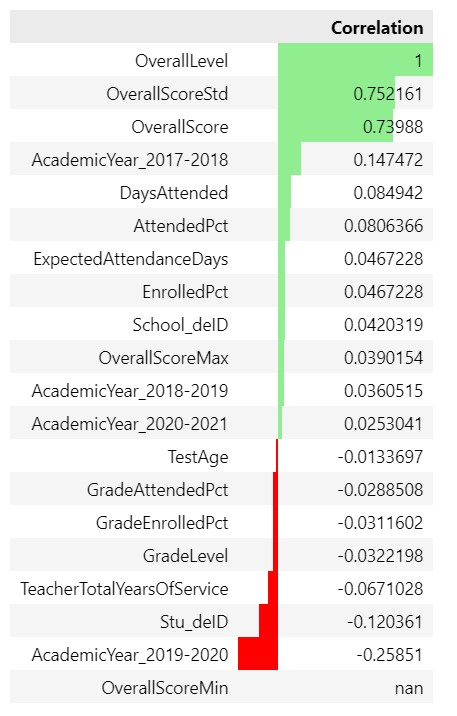 Correlation
OverallLevel 1
OverallScoreStd 0.752161
OverallScore 0.73988
AcademicYear_2017-2018 0.147472
DaysAttended 0.084942
AttendedPct 0.0806366
ExpectedAttendanceDays 0.0467228
EnrolledPct 0.0467228
School_deID 0.0420319
OverallScoreMax 0.0390154
AcademicYear_2018-2019 0.0360515
AcademicYear_2020-2021 0.0253041
TestAge -0.0133697
GradeAttendedPct -0.0288508
GradeEnrolledPct -0.0311602
GradeLevel -0.0322198
TeacherTotalYearsOfService -0.0671028
Stu_deID -0.120361
AcademicYear_2019-2020 -0.25851
OverallScoreMin nan